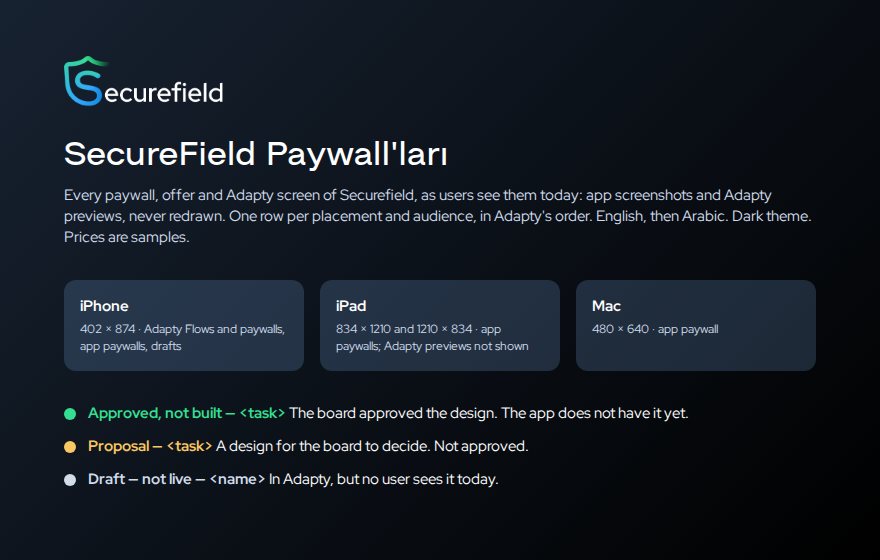 Securefield
SecureField Paywall'ları
Every paywall, offer and Adapty screen of Securefield, as users see them today: app screenshots and Adapty
previews, never redrawn. One row per placement and audience, in Adapty's order. English, then Arabic. Dark theme.
Prices are samples.
iPhone
402 × 874 · Adapty Flows and paywalls,
app paywalls, drafts
iPad
834 × 1210 and 1210 × 834 · app
paywalls; Adapty previews not shown
Mac
480 × 640 · app paywall
Approved, not built — <task> The board approved the design. The app does not have it yet.
Proposal — <task> A design for the board to decide. Not approved.
Draft — not live — <name> In Adapty, but no user sees it today.